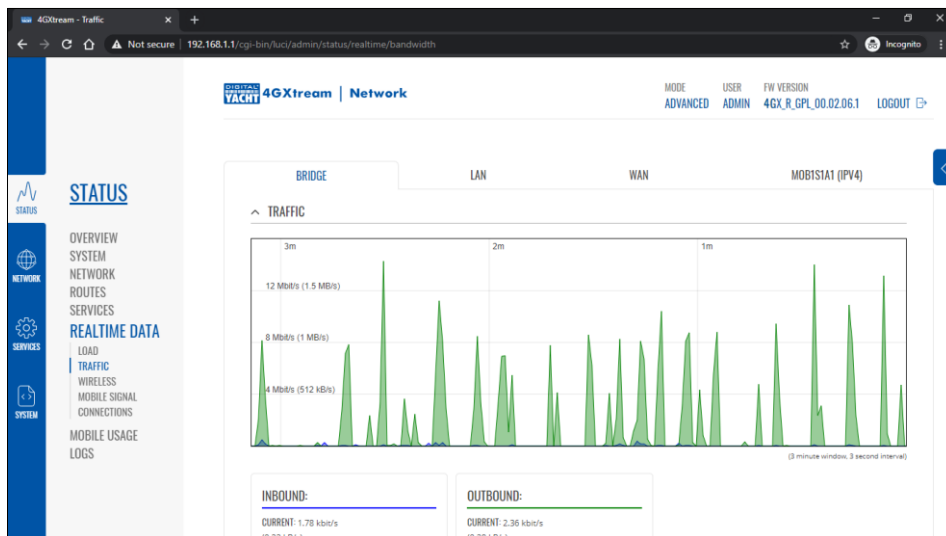 4GXtream - Traffic
Not secure | 192.168.1.1/cgi-bin/luci/admin/status/realtime/bandwidth
Incognito
DIGITAL YACHT 4GXtream | Network
MODE USER FW VERSION
ADVANCED ADMIN 4GX_R_GPL_00.02.06.1 LOGOUT
STATUS
NETWORK
SERVICES
SYSTEM
STATUS
OVERVIEW
SYSTEM
NETWORK
ROUTES
SERVICES
REALTIME DATA
LOAD
TRAFFIC
WIRELESS
MOBILE SIGNAL
CONNECTIONS
MOBILE USAGE
LOGS
BRIDGE LAN WAN MOB1S1A1 (IPV4)
TRAFFIC
3m 2m 1m
12 Mbit/s (1.5 MB/s)
8 Mbit/s (1 MB/s)
4 Mbit/s (512 kB/s)
(3 minute window, 3 second interval)
INBOUND:
CURRENT: 1.78 kbit/s
OUTBOUND:
CURRENT: 2.36 kbit/s